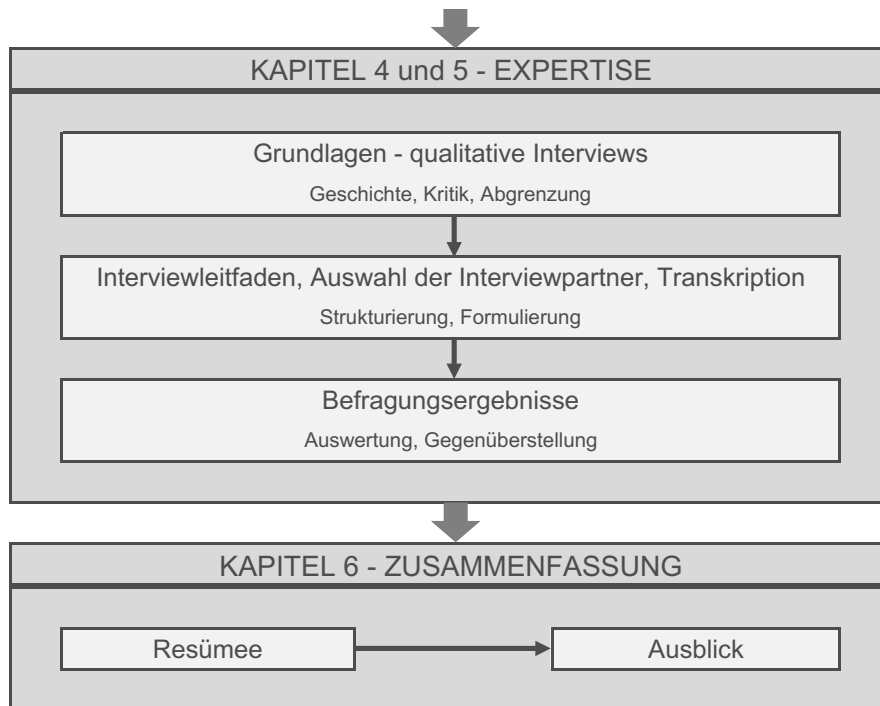 KAPITEL 4 und 5 - EXPERTISE
Grundlagen - qualitative Interviews
Geschichte, Kritik, Abgrenzung
Interviewleitfaden, Auswahl der Interviewpartner, Transkription
Strukturierung, Formulierung
Befragungsergebnisse
Auswertung, Gegenüberstellung
KAPITEL 6 - ZUSAMMENFASSUNG
Resümee
Ausblick